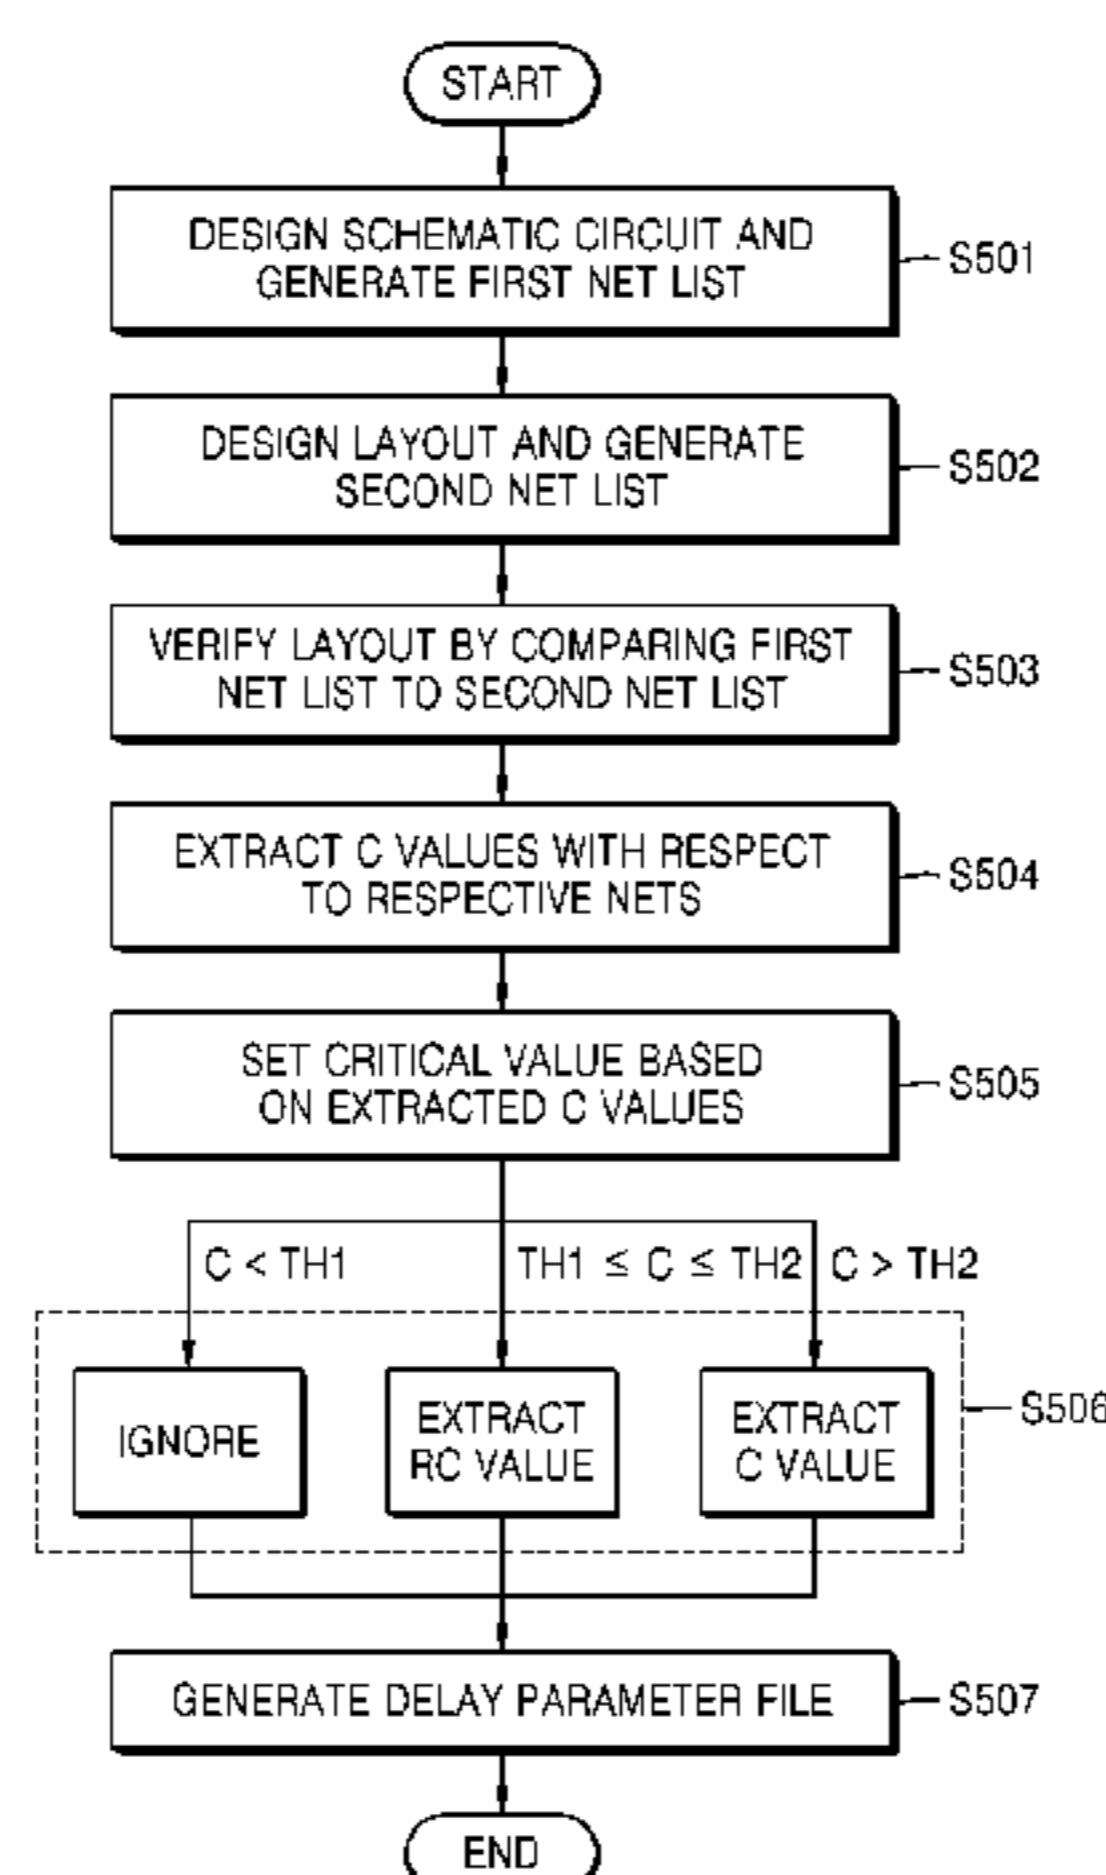 START
DESIGN SCHEMATIC CIRCUIT AND
GENERATE FIRST NET LIST
S501
DESIGN LAYOUT AND GENERATE
SECOND NET LIST
S502
VERIFY LAYOUT BY COMPARING FIRST
NET LIST TO SECOND NET LIST
S503
EXTRACT C VALUES WITH RESPECT
TO RESPECTIVE NETS
S504
SET CRITICAL VALUE BASED
ON EXTRACTED C VALUES
S505
C < TH1
TH1 ≤ C ≤ TH2
C > TH2
IGNORE
EXTRACT
RC VALUE
EXTRACT
C VALUE
S506
GENERATE DELAY PARAMETER FILE
S507
END